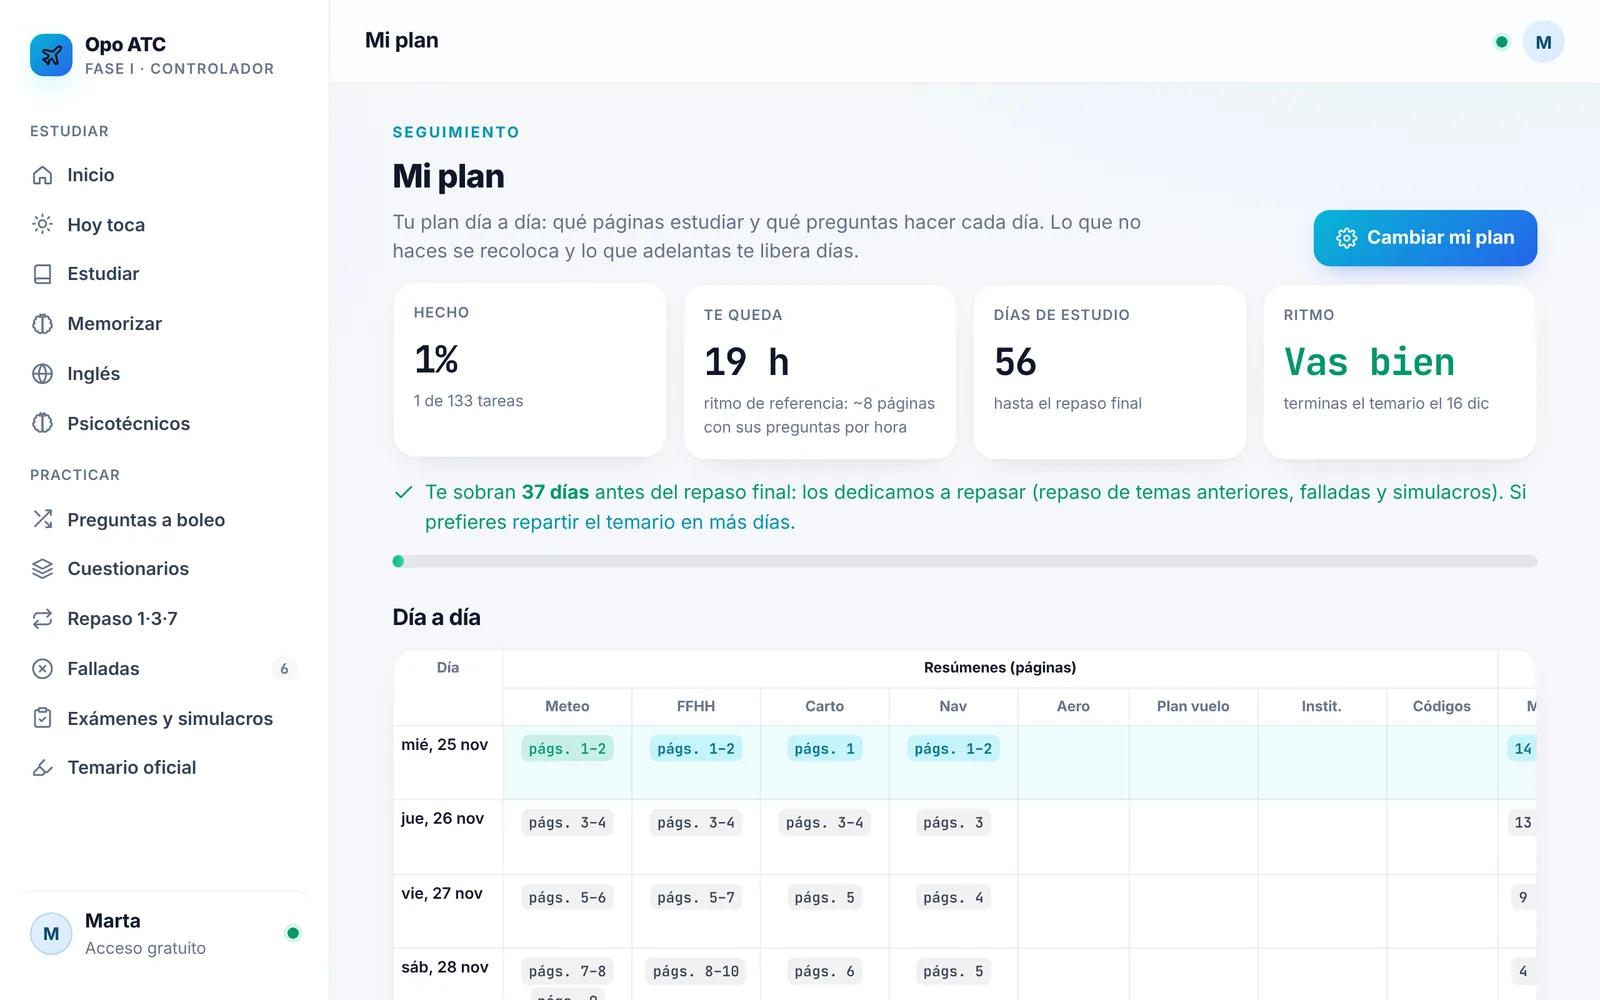 Opo ATC
FASE I · CONTROLADOR
ESTUDIAR
Inicio
Hoy toca
Estudiar
Memorizar
Inglés
Psicotécnicos
PRACTICAR
Preguntas a boleo
Cuestionarios
Repaso 1·3·7
Falladas 6
Exámenes y simulacros
Temario oficial
M Marta
Acceso gratuito
Mi plan
M
SEGUIMIENTO
Mi plan
Tu plan día a día: qué páginas estudiar y qué preguntas hacer cada día. Lo que no
haces se recoloca y lo que adelantas te libera días.
Cambiar mi plan
HECHO
1%
1 de 133 tareas
TE QUEDA
19 h
ritmo de referencia: ~8 páginas
con sus preguntas por hora
DÍAS DE ESTUDIO
56
hasta el repaso final
RITMO
Vas bien
terminas el temario el 16 dic
Te sobran 37 días antes del repaso final: los dedicamos a repasar (repaso de temas anteriores, falladas y simulacros). Si
prefieres repartir el temario en más días.
Día a día
Día Resúmenes (páginas)
Meteo FFHH Carto Nav Aero Plan vuelo Instit. Códigos
mié, 25 nov págs. 1-2 págs. 1-2 págs. 1 págs. 1-2 14
jue, 26 nov págs. 3-4 págs. 3-4 págs. 3-4 págs. 3 13
vie, 27 nov págs. 5-6 págs. 5-7 págs. 5 págs. 4 9
sáb, 28 nov págs. 7-8 págs. 8-10 págs. 6 págs. 5 4